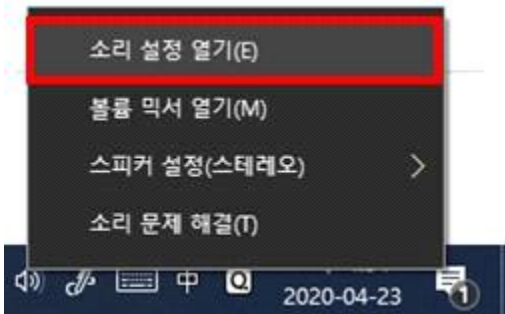 소리 설정 열기(E)
볼륨 믹서 열기(M)
스피커 설정(스테레오)
소리 문제 해결(T)
中
2020-04-23
1